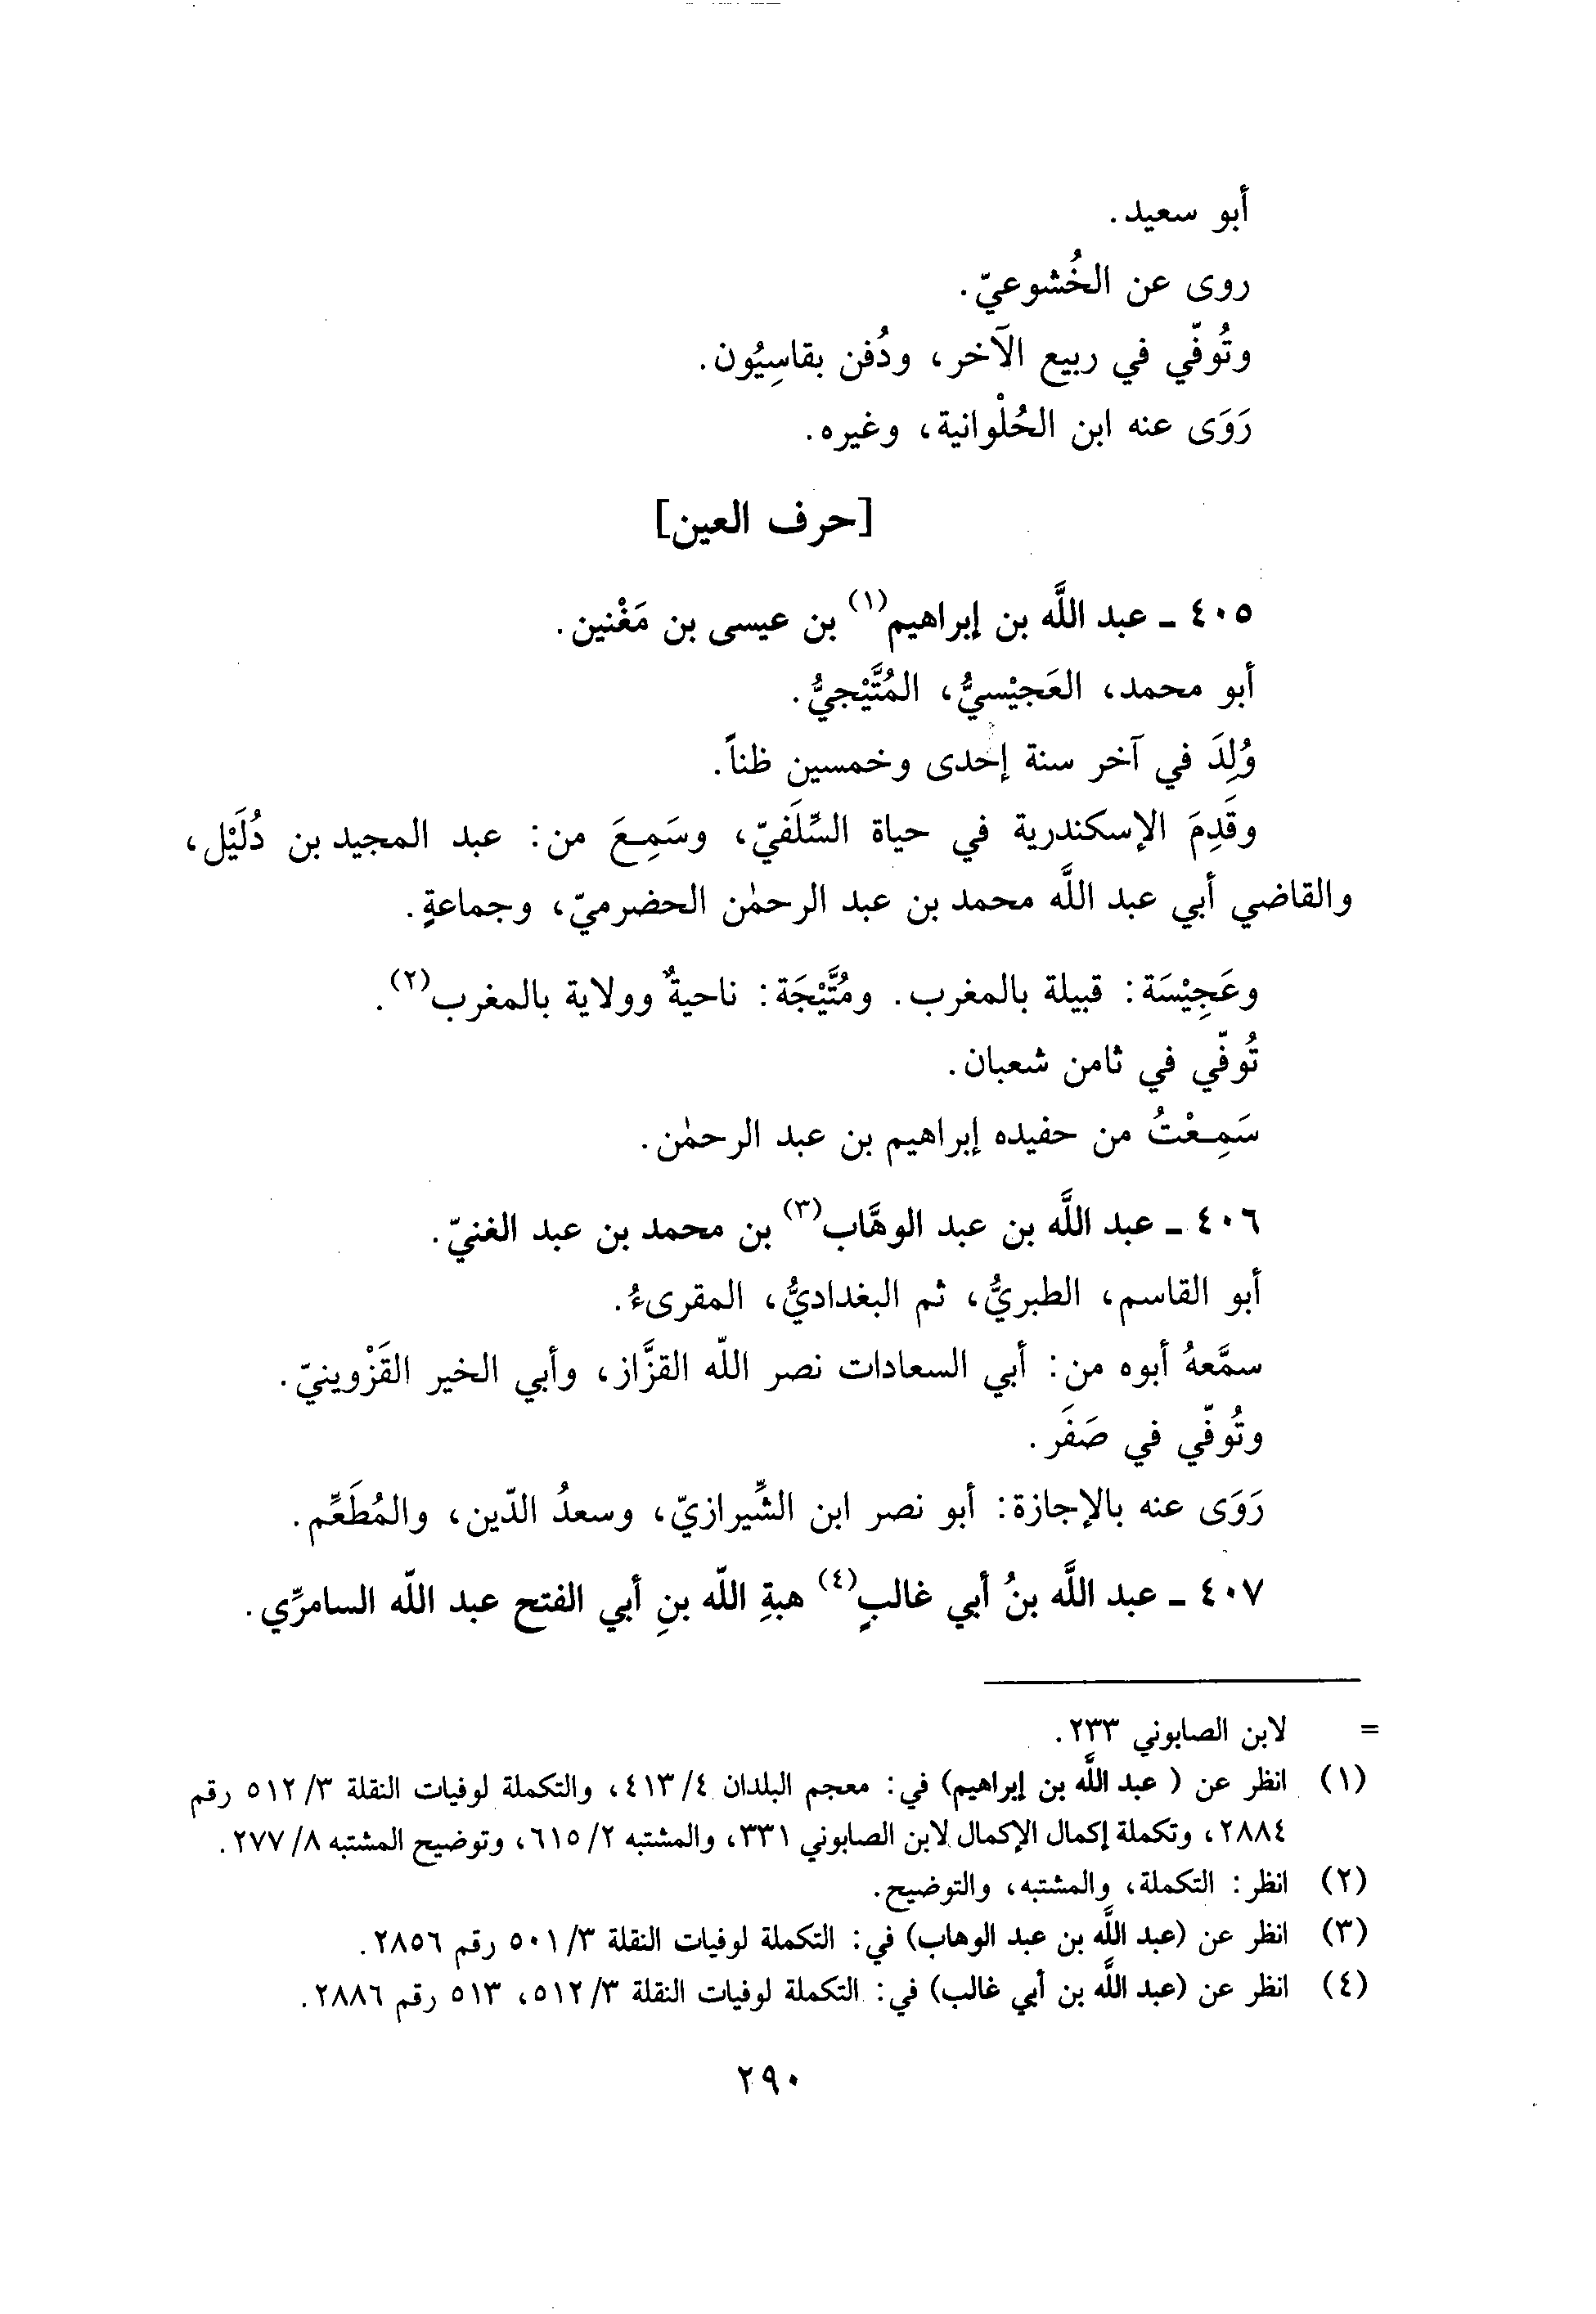 أبو سعيد.
روى عن الخُشوعيّ.
وتُوفّي في ربيع الآخر، ودُفن بقاسِيُون.
رَوَى عنه ابن الحُلْوانية، وغيره.
[حرف العين]
٤٠٥ ـ عبد اللَّه بن إبراهيم(١) بن عيسى بن مَغْنين.
أبو محمد، العَجيْسيُّ، المُتَّيْجيُّ.
وُلِدَ في آخر سنة إحدى وخمسين ظناً.
وقَدِمَ الإسكندرية في حياة السِّلَفيّ، وسَمِعَ من: عبد المجيد بن دُلَيْل،
والقاضي أبي عبد اللَّه محمد بن عبد الرحمٰن الحضرميّ، وجماعةٍ.
وعَجِيْسَة: قبيلة بالمغرب. ومُتَّيْجَة: ناحيةٌ وولاية بالمغرب(٢).
تُوفّي في ثامن شعبان.
سَمِعْتُ من حفيده إبراهيم بن عبد الرحمٰن.
٤٠٦ ـ عبد اللَّه بن عبد الوهَّاب(٣) بن محمد بن عبد الغنيّ.
أبو القاسم، الطبريُّ، ثم البغداديُّ، المقرىءُ.
سمَّعهُ أبوه من: أبي السعادات نصر اللّه القزَّاز، وأبي الخير القَزْوينيّ.
وتُوفّي في صَفَر.
رَوَى عنه بالإجازة: أبو نصر ابن الشِّيرازيّ، وسعدُ الدّين، والمُطَعِّم.
٤٠٧ ـ عبد اللَّه بنُ أبي غالبٍ(٤) هبةِ اللّه بنِ أبي الفتح عبد اللّه السامرِّي.
= لابن الصابوني ٢٣٣.
(١) انظر عن ( عبد اللَّه بن إبراهيم) في: معجم البلدان ٤/٤١٣، والتكملة لوفيات النقلة ٣/٥١٢ رقم
٢٨٨٤، وتكملة إكمال الإكمال لابن الصابوني ٣٣١، والمشتبه ٢/٦١٥، وتوضيح المشتبه ٨/٢٧٧.
(٢) انظر: التكملة، والمشتبه، والتوضيح.
(٣) انظر عن (عبد اللَّه بن عبد الوهاب) في: التكملة لوفيات النقلة ٣/٥٠١ رقم ٢٨٥٦.
(٤) انظر عن (عبد اللَّه بن أبي غالب) في: التكملة لوفيات النقلة ٣/٥١٢، ٥١٣ رقم ٢٨٨٦.
٢٩٠